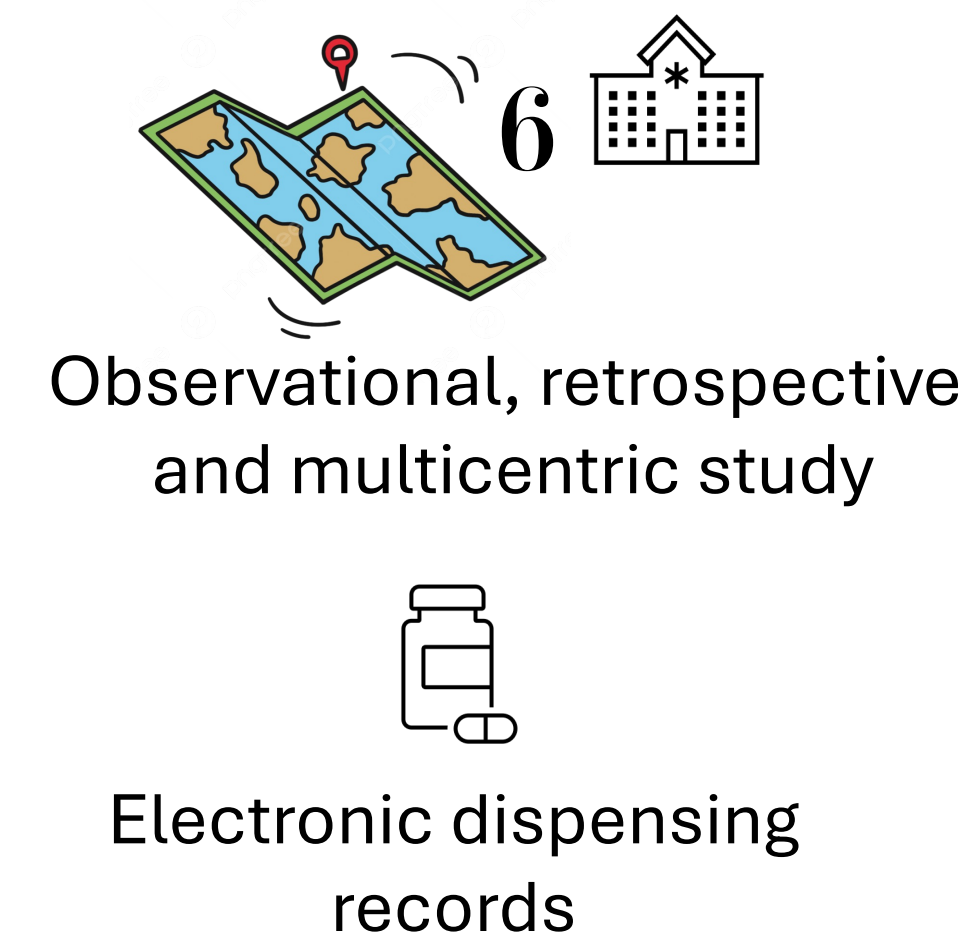 6
Observational, retrospective
and multicentric study
Electronic dispensing
records